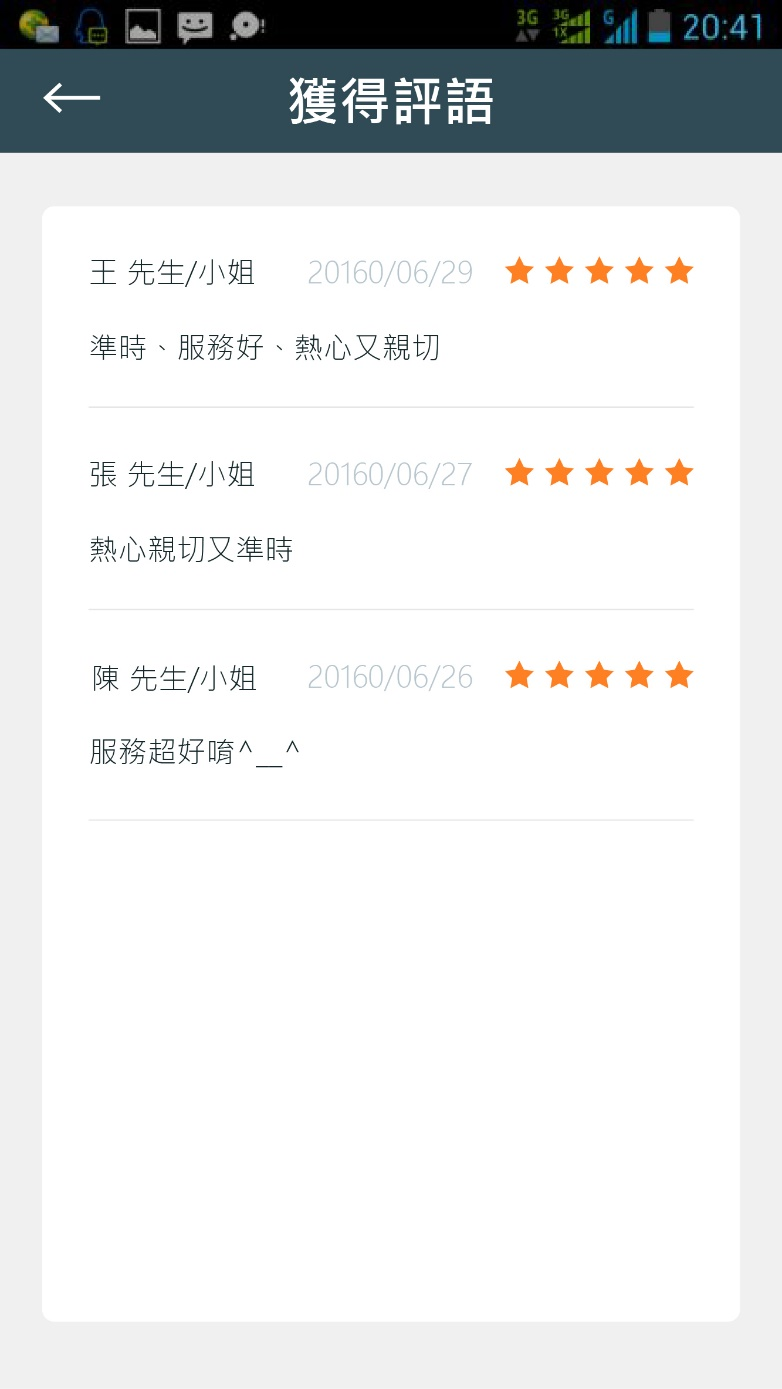 3G 3G 1X G 20:41
獲得評語
王 先生/小姐 20160/06/29
準時、服務好、熱心又親切
張 先生/小姐 20160/06/27
熱心親切又準時
陳 先生/小姐 20160/06/26
服務超好唷^__^